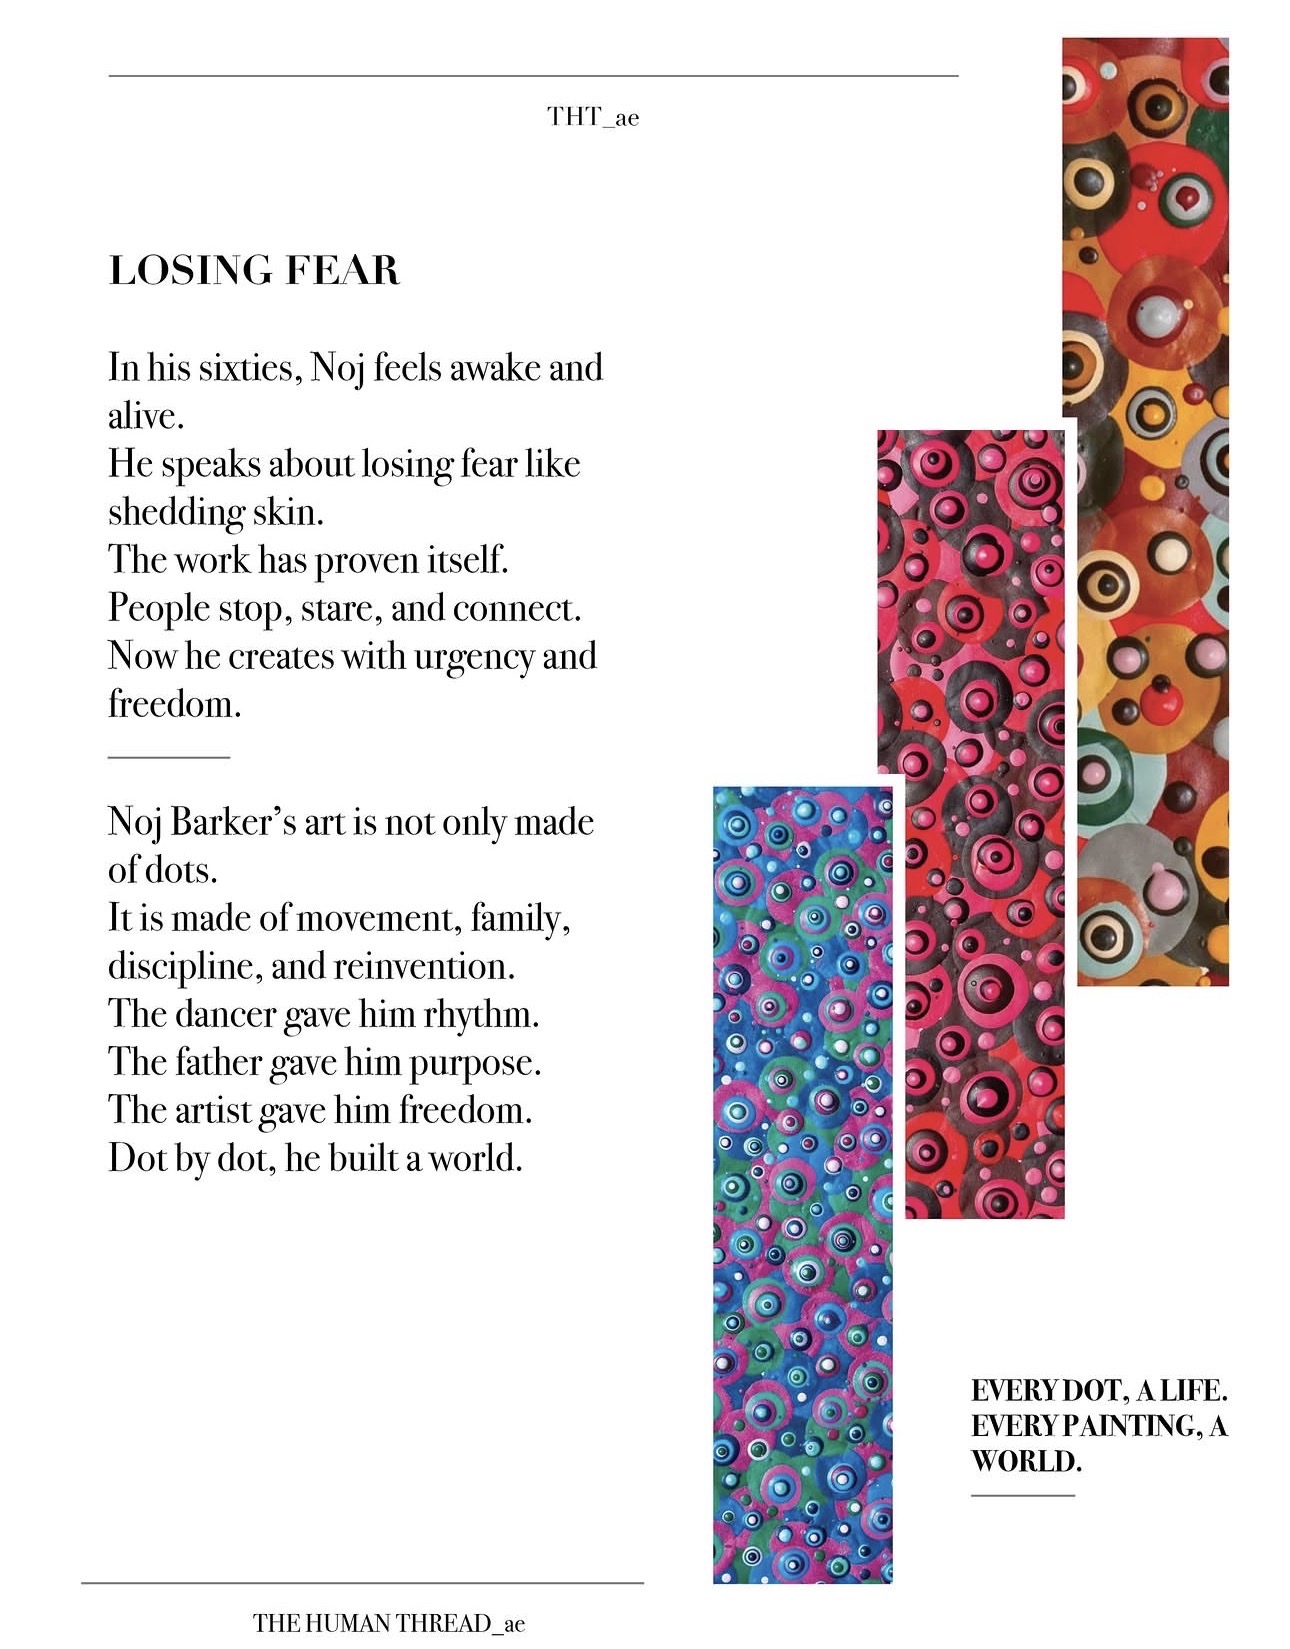 THT_ae
LOSING FEAR
In his sixties, Noj feels awake and
alive.
He speaks about losing fear like
shedding skin.
The work has proven itself.
People stop, stare, and connect.
Now he creates with urgency and
freedom.
Noj Barker’s art is not only made
of dots.
It is made of movement, family,
discipline, and reinvention.
The dancer gave him rhythm.
The father gave him purpose.
The artist gave him freedom.
Dot by dot, he built a world.
EVERY DOT, A LIFE.
EVERY PAINTING, A
WORLD.
THE HUMAN THREAD_ae